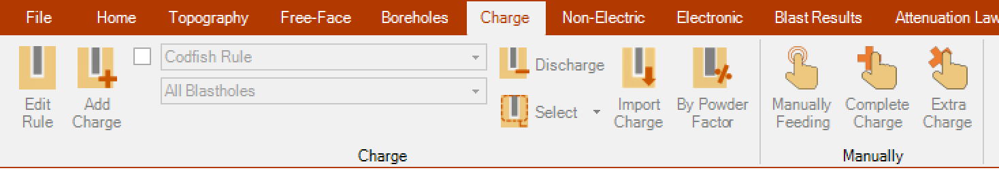 File Home Topography Free-Face Boreholes Charge Non-Electric Electronic Blast Results Attenuation Law
Edit Rule
Add Charge
Codfish Rule
All Blastholes
Discharge
Select
Import Charge
By Powder Factor
Charge
Manually Feeding
Complete Charge
Extra Charge
Manually